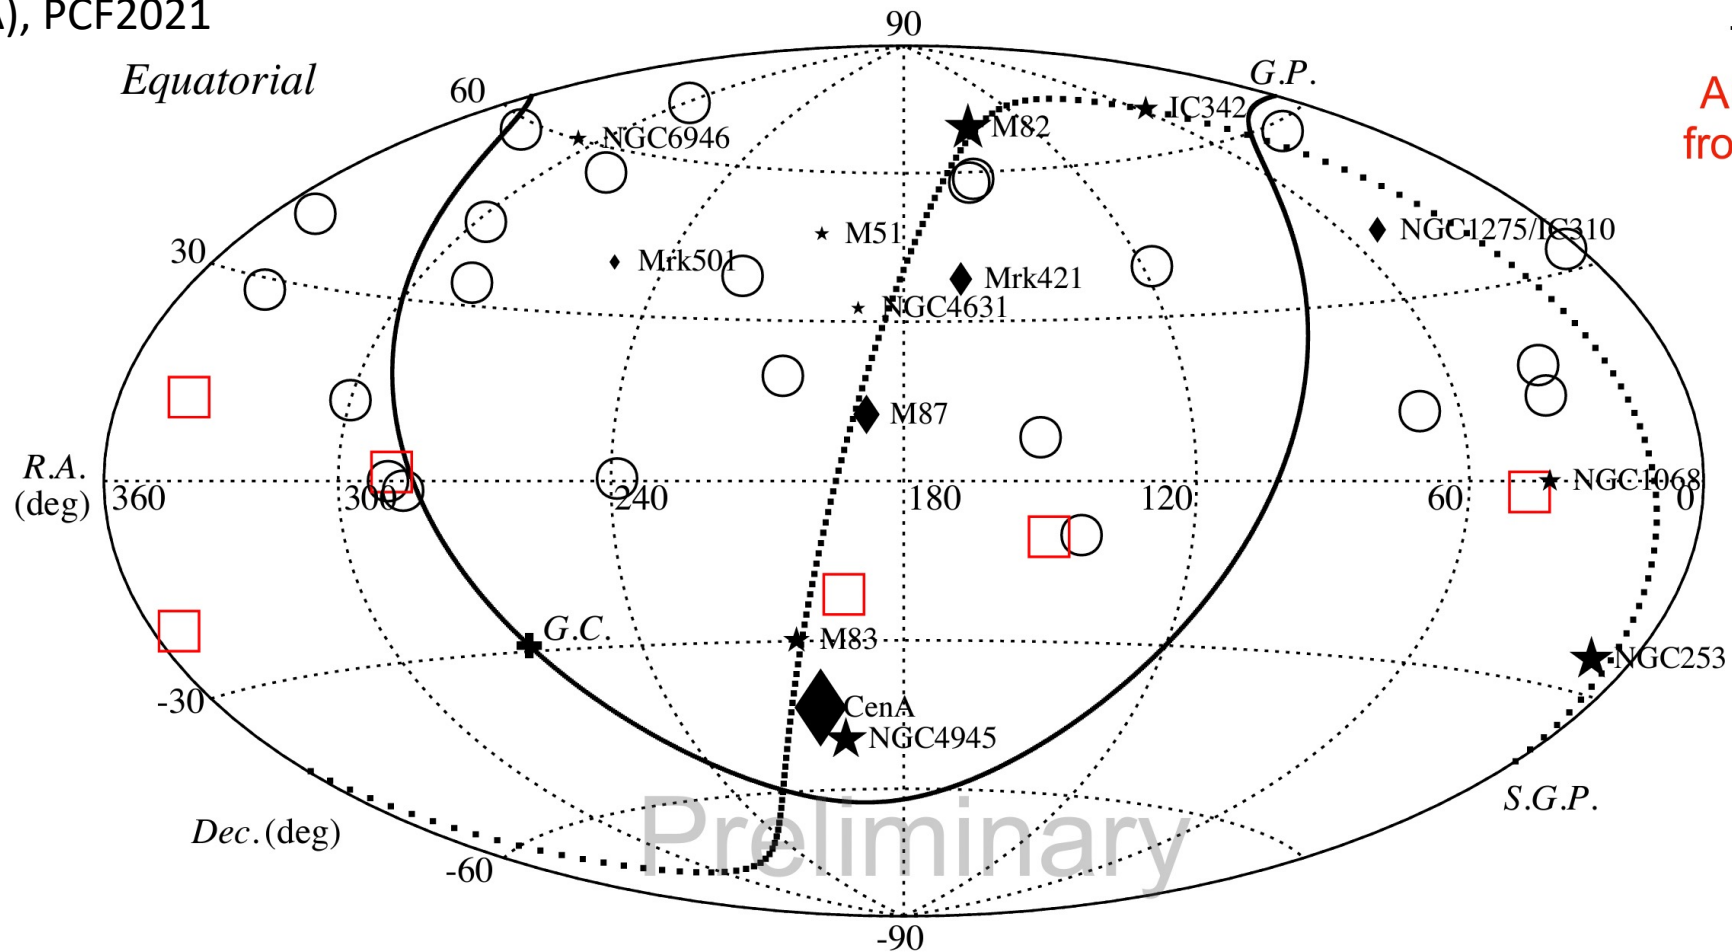 A), PCF2021
90
Equatorial
G.P.
60
IC342
M82
NGC6946
A
fro
M51
NGC1275/IC310
30
Mrk501
Mrk421
NGC4631
M87
R.A.
(deg)
360
300
240
180
120
60
NGC1068
0
G.C.
M83
NGC253
-30
CenA
NGC4945
S.G.P.
Dec.(deg)
Preliminary
-60
-90